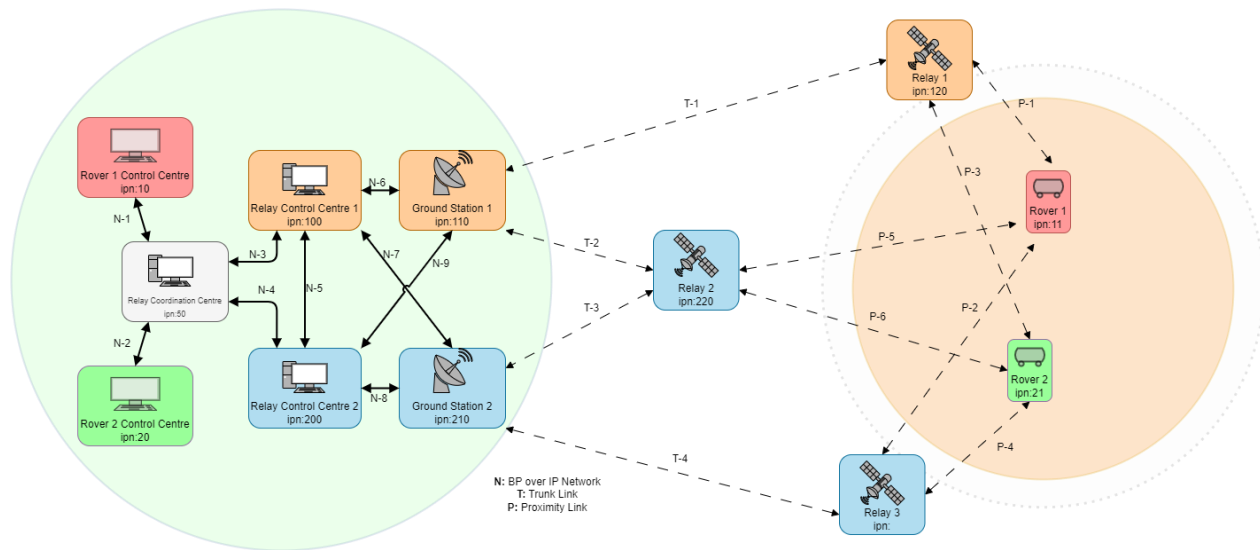 Relay 1
ipn:120
T-1
P-1
Rover 1 Control Centre
ipn:10
N-1
Relay Control Centre 1
ipn:100
N-6
Ground Station 1
ipn:110
P-3
Rover 1
ipn:11
N-3
N-7
N-9
T-2
P-5
Relay Coordination Centre
ipn:50
N-4
N-5
Relay 2
ipn:220
T-3
P-2
P-6
N-2
Rover 2 Control Centre
ipn:20
Relay Control Centre 2
ipn:200
N-8
Ground Station 2
ipn:210
Rover 2
ipn:21
P-4
T-4
N: BP over IP Network
T: Trunk Link
P: Proximity Link
Relay 3
ipn: